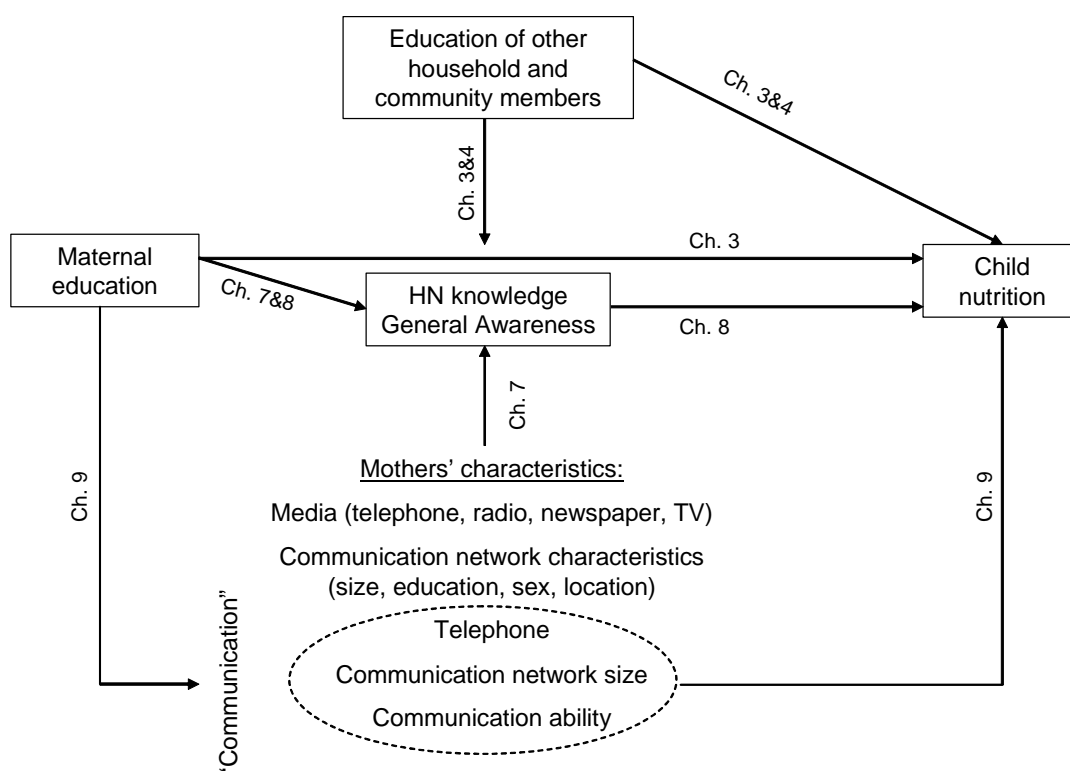 Education of other
household and
community members
Ch. 3&4
Ch. 3&4
Ch. 3
Maternal
education
Child
nutrition
Ch. 7&8
HN knowledge
General Awareness
Ch. 8
Ch. 7
Mothers’ characteristics:
Media (telephone, radio, newspaper, TV)
Communication network characteristics
(size, education, sex, location)
Ch. 9
Ch. 9
Telephone
Communication network size
Communication ability
“Communication”